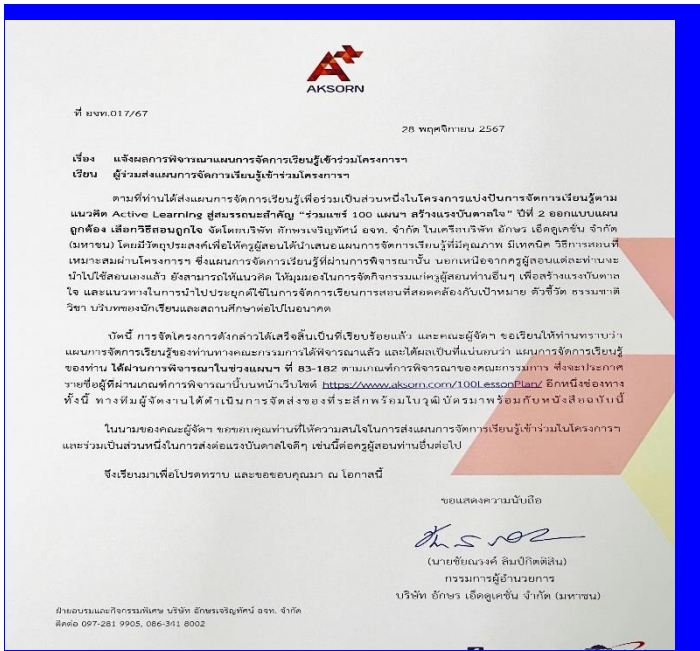 AKSORN
ที่ อจท.017/67
28 พฤศจิกายน 2567
เรื่อง แจ้งผลการพิจารณาแผนการจัดการเรียนรู้เข้าร่วมโครงการฯ
เรียน ผู้ร่วมส่งแผนการจัดการเรียนรู้เข้าร่วมโครงการฯ
ตามที่ท่านได้ส่งแผนการจัดการเรียนรู้เพื่อร่วมเป็นส่วนหนึ่งในโครงการแบ่งปันการจัดการเรียนรู้ตาม
แนวคิด Active Learning สู่สมรรถนะสำคัญ "ร่วมแชร์ 100 แผนฯ สร้างแรงบันดาลใจ" ปีที่ 2 ออกแบบแผน
ถูกต้อง เลือกวิธีสอนถูกใจ จัดโดยบริษัท อักษรเจริญทัศน์ อจท. จำกัด ในเครือบริษัท อักษร เอ็ดดูเคชั่น จำกัด
(มหาชน) โดยมีวัตถุประสงค์เพื่อให้ครูผู้สอนได้นำเสนอแผนการจัดการเรียนรู้ที่มีคุณภาพ มีเทคนิค วิธีการสอนที่
เหมาะสมผ่านโครงการฯ ซึ่งแผนการจัดการเรียนรู้ที่ผ่านการพิจารณานั้น นอกเหนือจากครูผู้สอนแต่ละท่านจะ
นำไปใช้สอนเองแล้ว ยังสามารถให้แนวคิด ให้มุมมองในการจัดกิจกรรมแก่ครูผู้สอนท่านอื่นๆ เพื่อสร้างแรงบันดาล
ใจ และแนวทางในการนำไปประยุกต์ใช้ในการจัดการเรียนการสอนที่สอดคล้องกับเป้าหมาย ตัวชี้วัด ธรรมชาติ
วิชา บริบทของนักเรียนและสถานศึกษาต่อไปในอนาคต
บัดนี้ การจัดโครงการดังกล่าวได้เสร็จสิ้นเป็นที่เรียบร้อยแล้ว และคณะผู้จัดฯ ขอเรียนให้ท่านทราบว่า
แผนการจัดการเรียนรู้ของท่านทางคณะกรรมการได้พิจารณาแล้ว และได้ผลเป็นที่แน่นอนว่า แผนการจัดการเรียนรู้
ของท่าน ได้ผ่านการพิจารณาในช่วงแผนฯ ที่ 83-182 ตามเกณฑ์การพิจารณาของคณะกรรมการ ซึ่งจะประกาศ
รายชื่อผู้ที่ผ่านเกณฑ์การพิจารณานี้บนหน้าเว็บไซต์ https://www.aksorn.com/100LessonPlan/ อีกหนึ่งช่องทาง
ทั้งนี้ ทางทีมผู้จัดงานได้ดำเนินการจัดส่งของที่ระลึกพร้อมใบวุฒิบัตรมาพร้อมกับหนังสือฉบับนี้
ในนามของคณะผู้จัดฯ ขอขอบคุณท่านที่ให้ความสนใจในการส่งแผนการจัดการเรียนรู้เข้าร่วมในโครงการฯ
และร่วมเป็นส่วนหนึ่งในการส่งต่อแรงบันดาลใจดีๆ เช่นนี้ต่อครูผู้สอนท่านอื่นต่อไป
จึงเรียนมาเพื่อโปรดทราบ และขอขอบคุณมา ณ โอกาสนี้
ขอแสดงความนับถือ
(นายชัยณรงค์ ลิมป์กิตติสิน)
กรรมการผู้อำนวยการ
บริษัท อักษร เอ็ดดูเคชั่น จำกัด (มหาชน)
ฝ่ายอบรมและกิจกรรมพิเศษ บริษัท อักษรเจริญทัศน์ อจท. จำกัด
ติดต่อ 097-281 9905, 086-341 8002